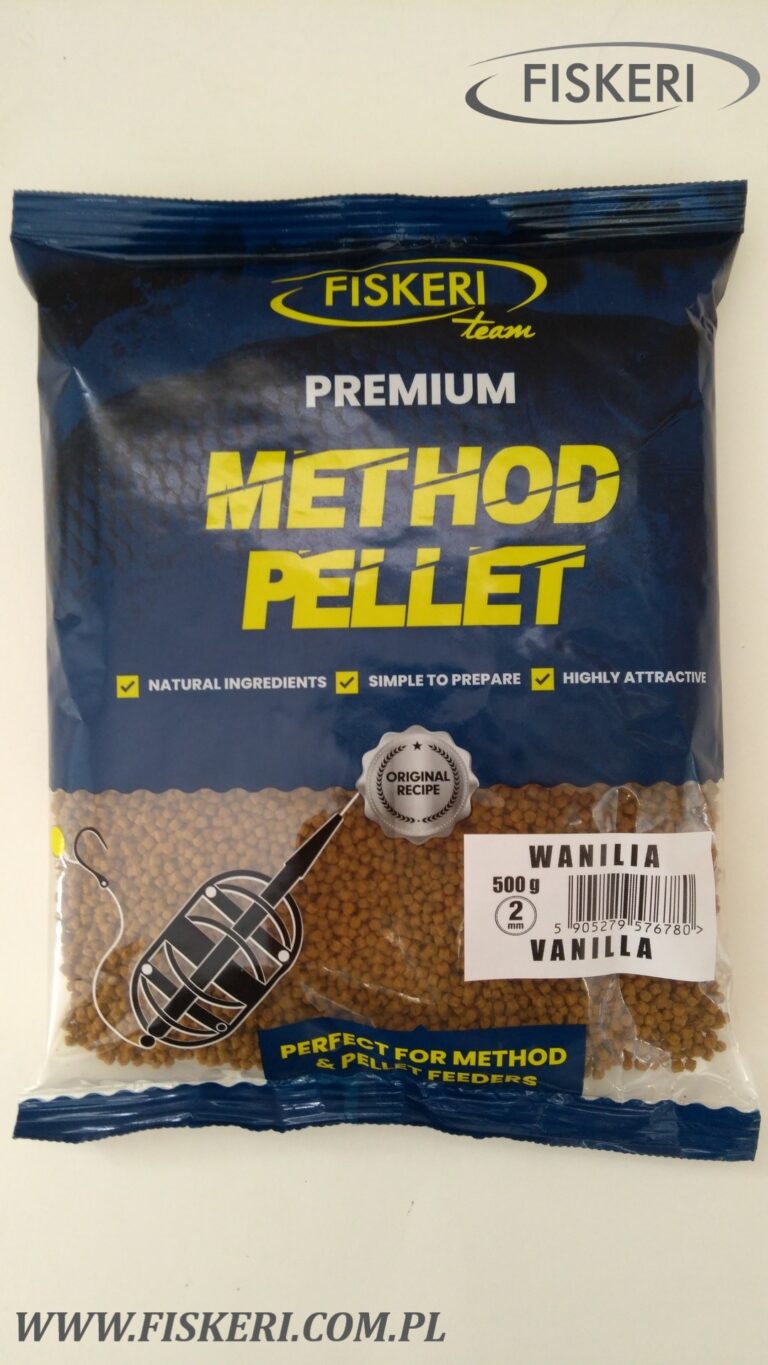 FISKERI
FISKERI
team
PREMIUM
METHOD
PELLET
NATURAL INGREDIENTS SIMPLE TO PREPARE HIGHLY ATTRACTIVE
ORIGINAL
RECIPE
WANILIA
500 g
2
mm
5 905279 576780 >
VANILLA
PERFECT FOR METHOD
& PELLET FEEDERS
WWW.FISKERI.COM.PL